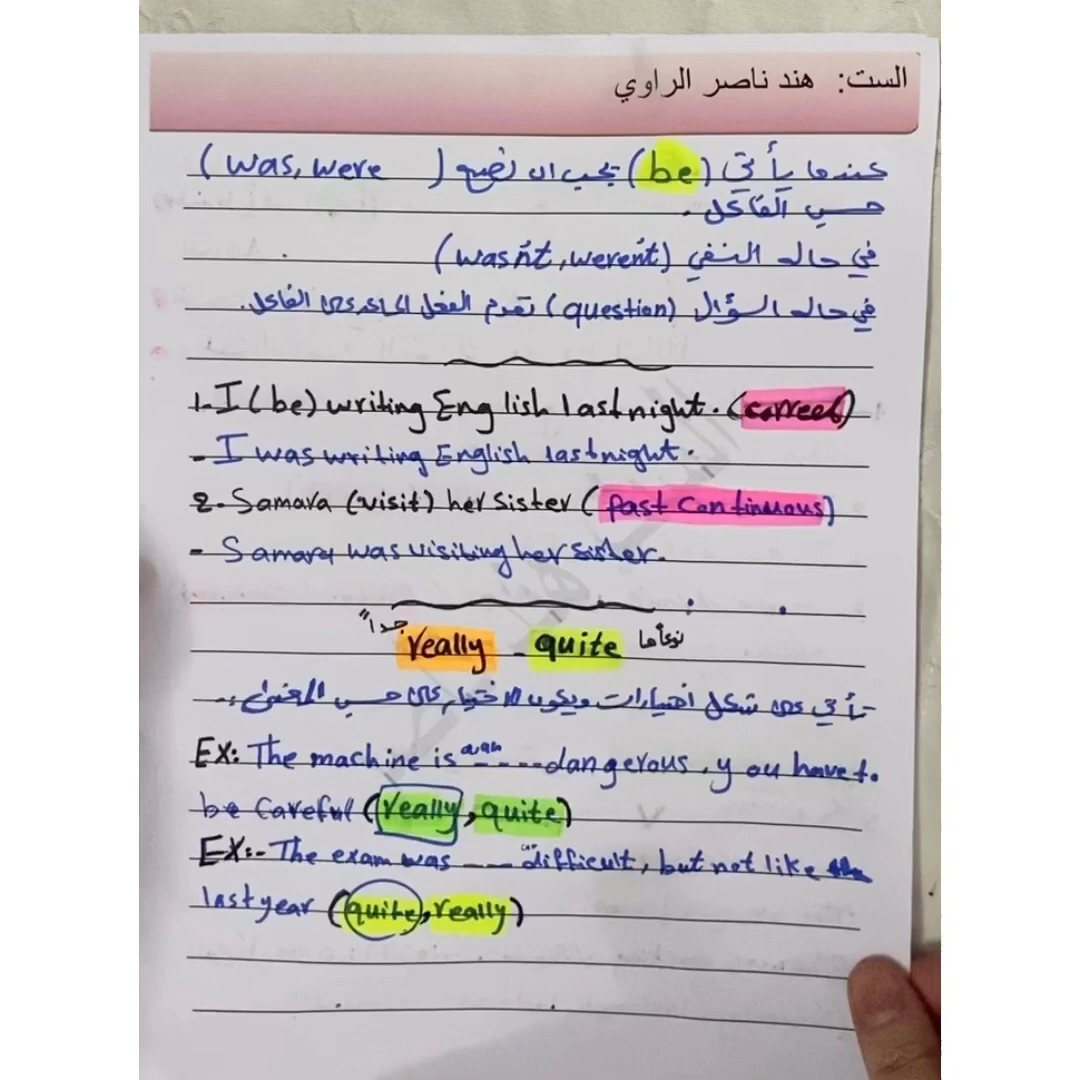 الست: هند ناصر الراوي
عندما يأتي (be) يجب ان نضع (was, were)
حسب الفاعل.
في حاله النفي (wasn't, weren't)
في حاله السؤال (question) تقدم الفعل المساعد على الفاعل.
1- I (be) writing English last night. (correct)
- I was writing English last night.
2. Samara (visit) her sister (past continuous)
- Samara was visiting her sister.
جداً really - quite نوعاً ما
تأتي على شكل اختيارات ويكون الاختيار على حسب المعنى
EX: The machine is ---- dangerous, you have to
be careful (really, quite)
EX:- The exam was --- difficult, but not like
last year (quite, really)